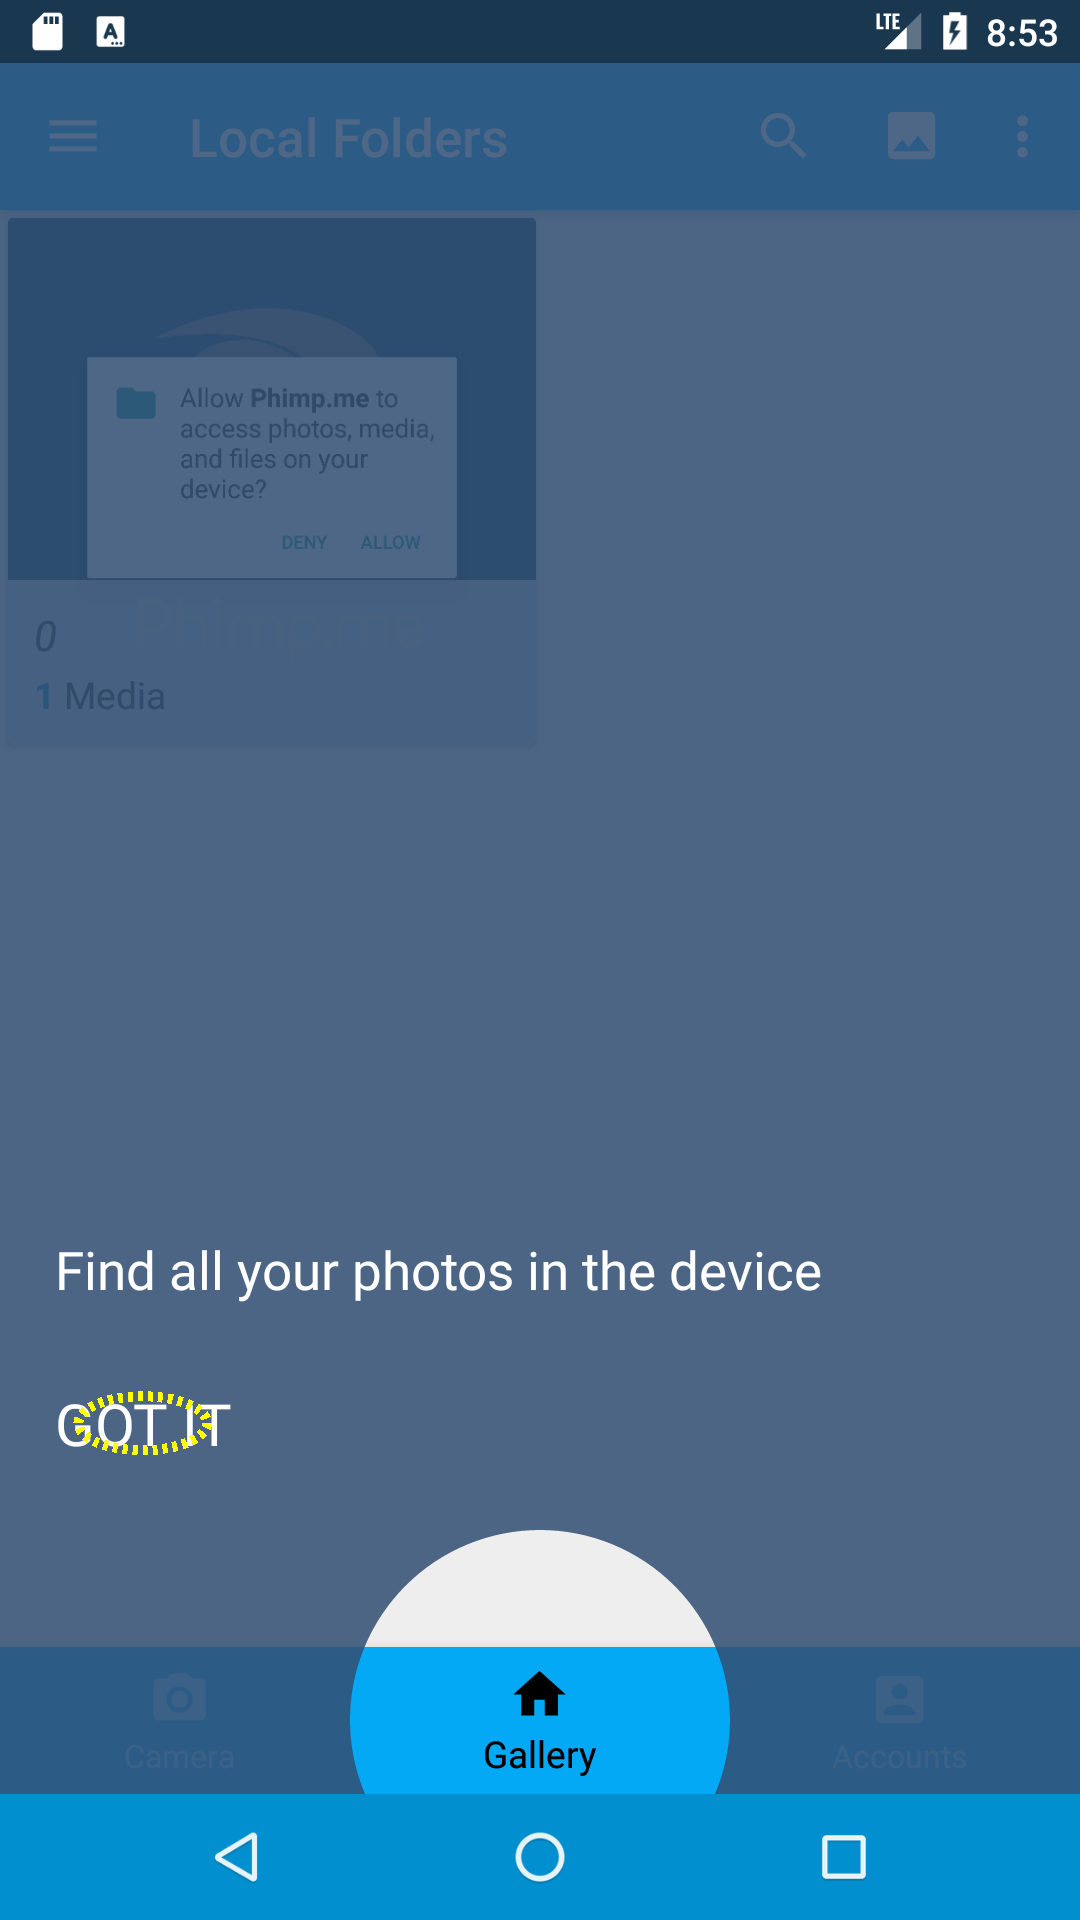 LTE 8:53
Local Folders
Allow Phimp.me to
access photos, media,
and files on your
device?
DENY ALLOW
Phimp.me
0
1 Media
Find all your photos in the device
GOT IT
Camera Gallery Accounts